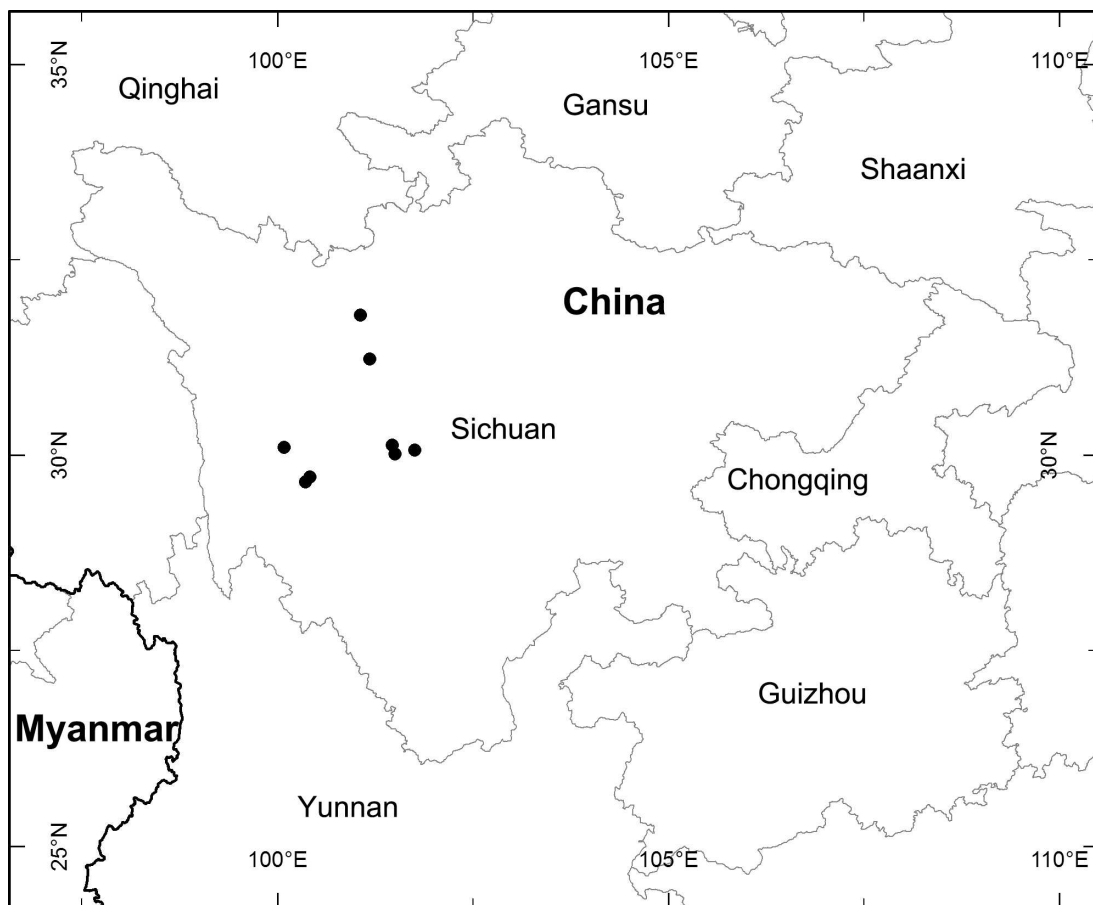 100°E
105°E
110°E
35°N
Qinghai
Gansu
Shaanxi
China
Sichuan
30°N
30°N
Chongqing
Guizhou
Myanmar
Yunnan
25°N
100°E
105°E
110°E